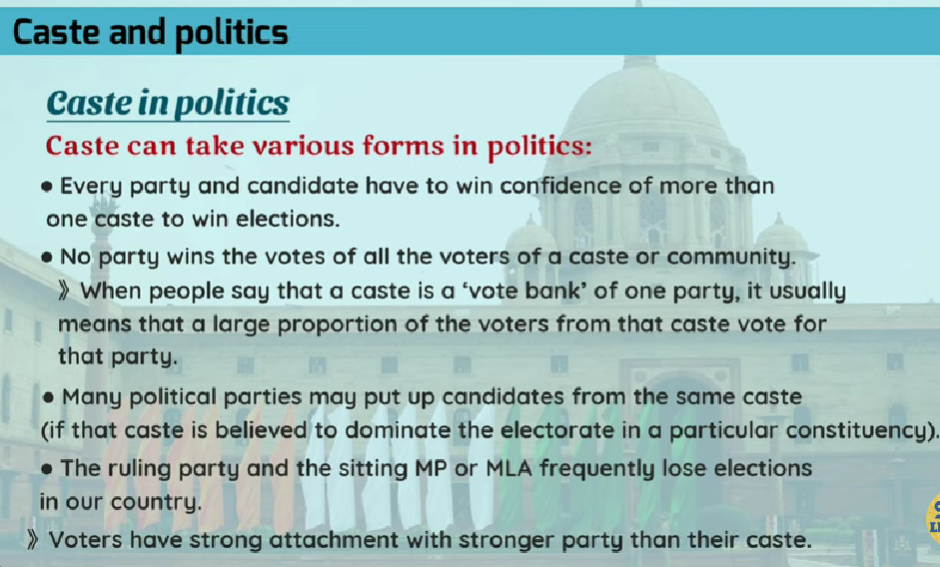 Caste and politics
Caste in politics
Caste can take various forms in politics:
• Every party and candidate have to win confidence of more than
one caste to win elections.
• No party wins the votes of all the voters of a caste or community.
》When people say that a caste is a ‘vote bank’ of one party, it usually
means that a large proportion of the voters from that caste vote for
that party.
• Many political parties may put up candidates from the same caste
(if that caste is believed to dominate the electorate in a particular constituency).
• The ruling party and the sitting MP or MLA frequently lose elections
in our country.
》Voters have strong attachment with stronger party than their caste.